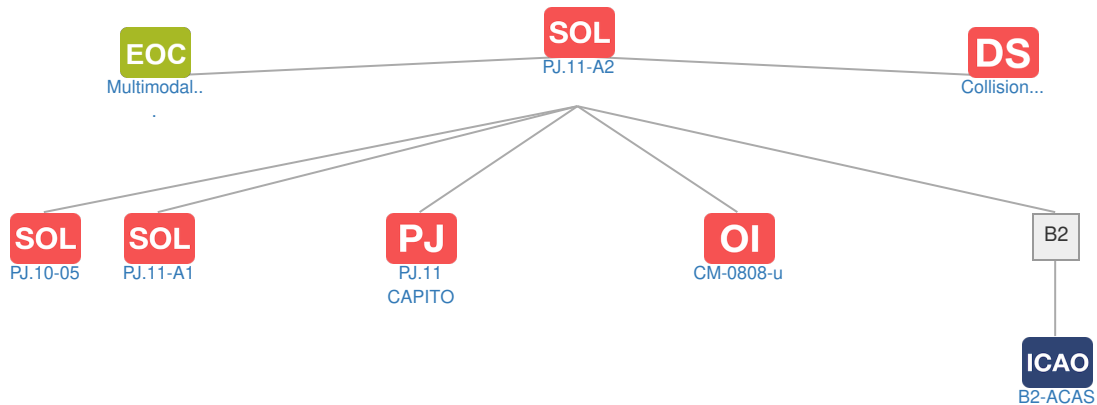 EOC
Multimodal..
.
SOL
PJ.11-A2
DS
Collision...
SOL
PJ.10-05
SOL
PJ.11-A1
PJ
PJ.11
CAPITO
OI
CM-0808-u
B2
ICAO
B2-ACAS